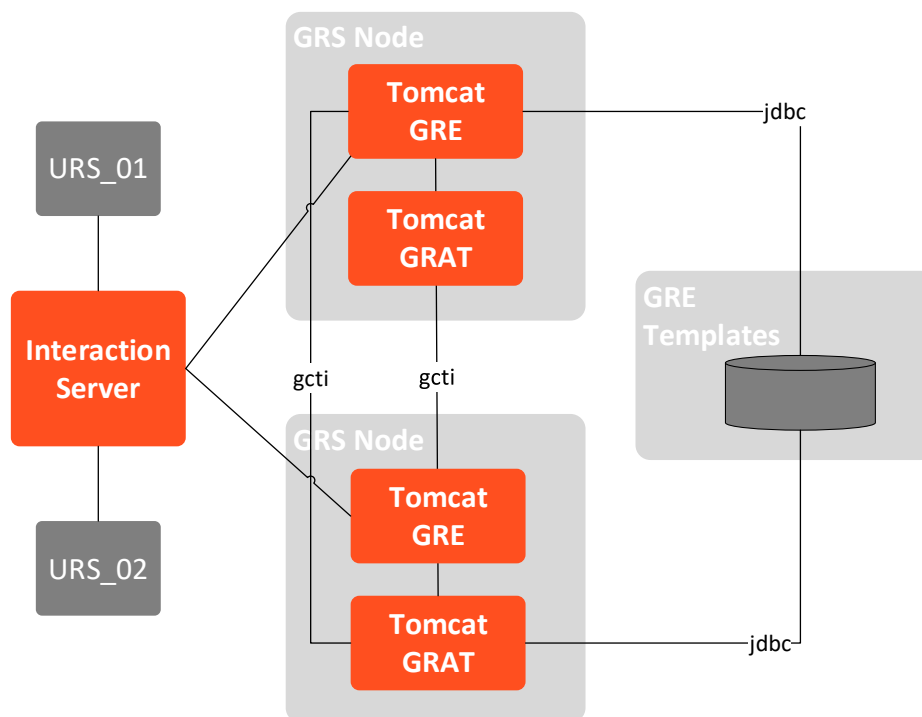 GRS Node
Tomcat
GRE
jdbc
URS_01
Tomcat
GRAT
GRE
Templates
Interaction
Server
gcti
gcti
GRS Node
Tomcat
GRE
URS_02
Tomcat
GRAT
jdbc